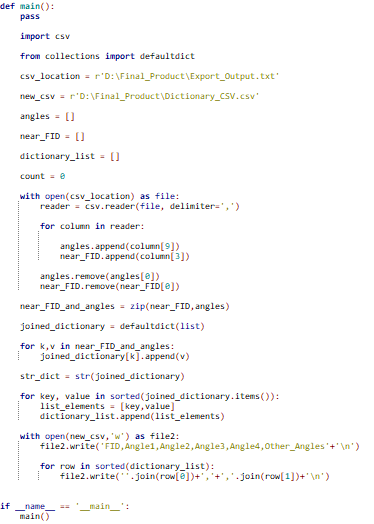 def main():
    pass
    import csv
    from collections import defaultdict
    csv_location = r'D:\Final_Product\Export_Output.txt'
    new_csv = r'D:\Final_Product\Dictionary_CSV.csv'
    angles = []
    near_FID = []
    dictionary_list = []
    count = 0
    with open(csv_location) as file:
        reader = csv.reader(file, delimiter=',')
        for column in reader:
            angles.append(column[9])
            near_FID.append(column[3])
        angles.remove(angles[0])
        near_FID.remove(near_FID[0])
    near_FID_and_angles = zip(near_FID,angles)
    joined_dictionary = defaultdict(list)
    for k,v in near_FID_and_angles:
        joined_dictionary[k].append(v)
    str_dict = str(joined_dictionary)
    for key, value in sorted(joined_dictionary.items()):
        list_elements = [key,value]
        dictionary_list.append(list_elements)
    with open(new_csv,'w') as file2:
        file2.write('FID,Angle1,Angle2,Angle3,Angle4,Other_Angles'+'\n')
        for row in sorted(dictionary_list):
            file2.write(''.join(row[0])+','+','.join(row[1])+'\n')
if __name__ == '__main__':
    main()